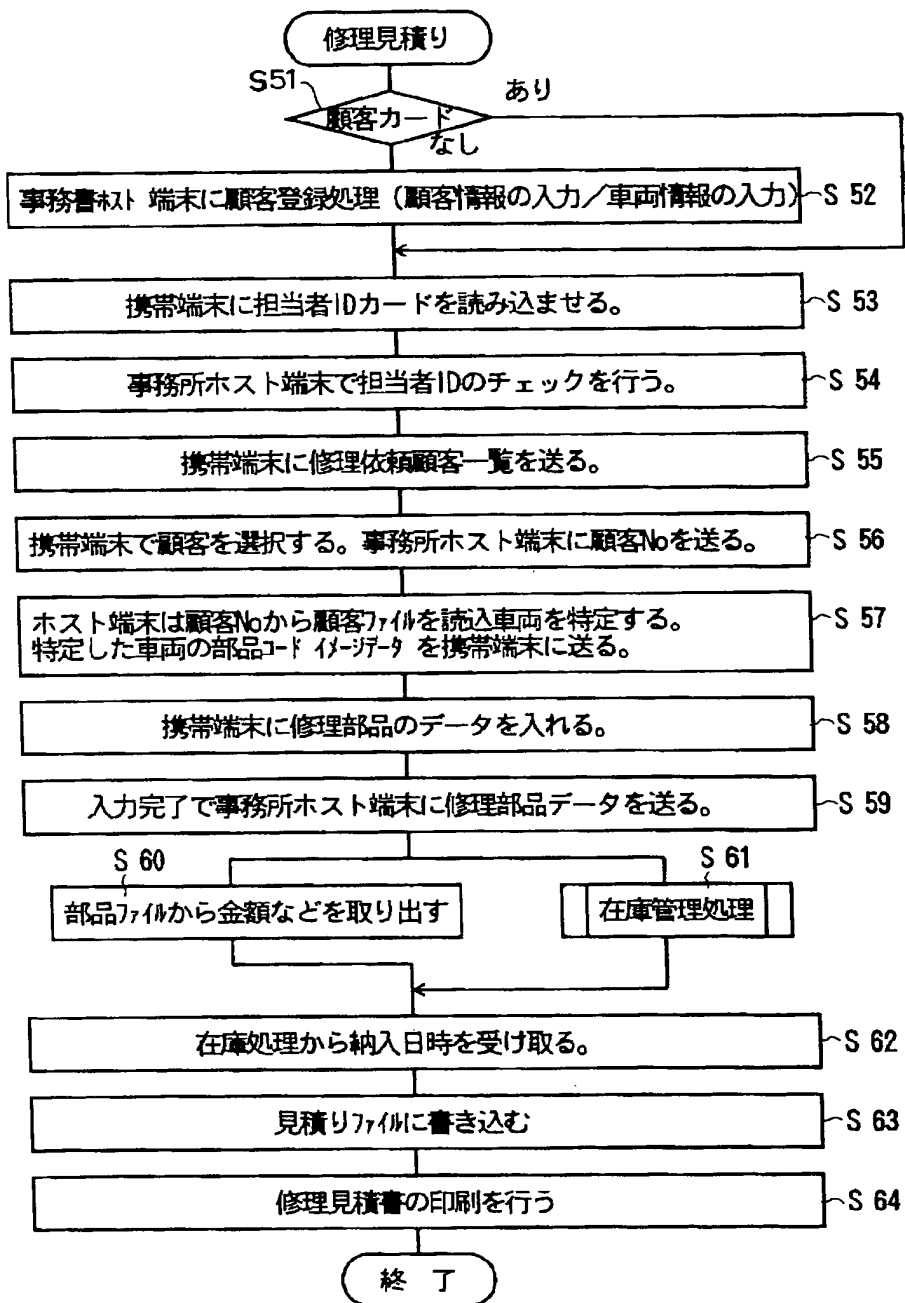 修理見積り
S51
あり
顧客カード
なし
事務書ﾎｽﾄ 端末に顧客登録処理(顧客情報の入力/車両情報の入力)
S 52
携帯端末に担当者IDカードを読み込ませる。
S 53
事務所ホスト端末で担当者IDのチェックを行う。
S 54
携帯端末に修理依頼顧客一覧を送る。
S 55
携帯端末で顧客を選択する。事務所ホスト端末に顧客Noを送る。
S 56
ホスト端末は顧客Noから顧客ﾌｧｲﾙを読込車両を特定する。
特定した車両の部品ｺｰﾄﾞ ｲﾒｰｼﾞﾃﾞｰﾀ を携帯端末に送る。
S 57
携帯端末に修理部品のデータを入れる。
S 58
入力完了で事務所ホスト端末に修理部品データを送る。
S 59
S 60
S 61
部品ﾌｧｲﾙから金額などを取り出す
在庫管理処理
在庫処理から納入日時を受け取る。
S 62
見積りﾌｧｲﾙに書き込む
S 63
修理見積書の印刷を行う
S 64
終 了